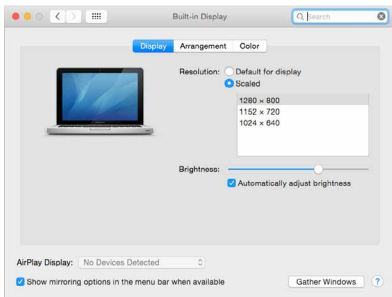 Built-in Display
Search
Display Arrangement Color
Resolution: Default for display
Scaled
1280 × 800
1152 × 720
1024 × 640
Brightness:
Automatically adjust brightness
AirPlay Display: No Devices Detected
Show mirroring options in the menu bar when available
Gather Windows ?